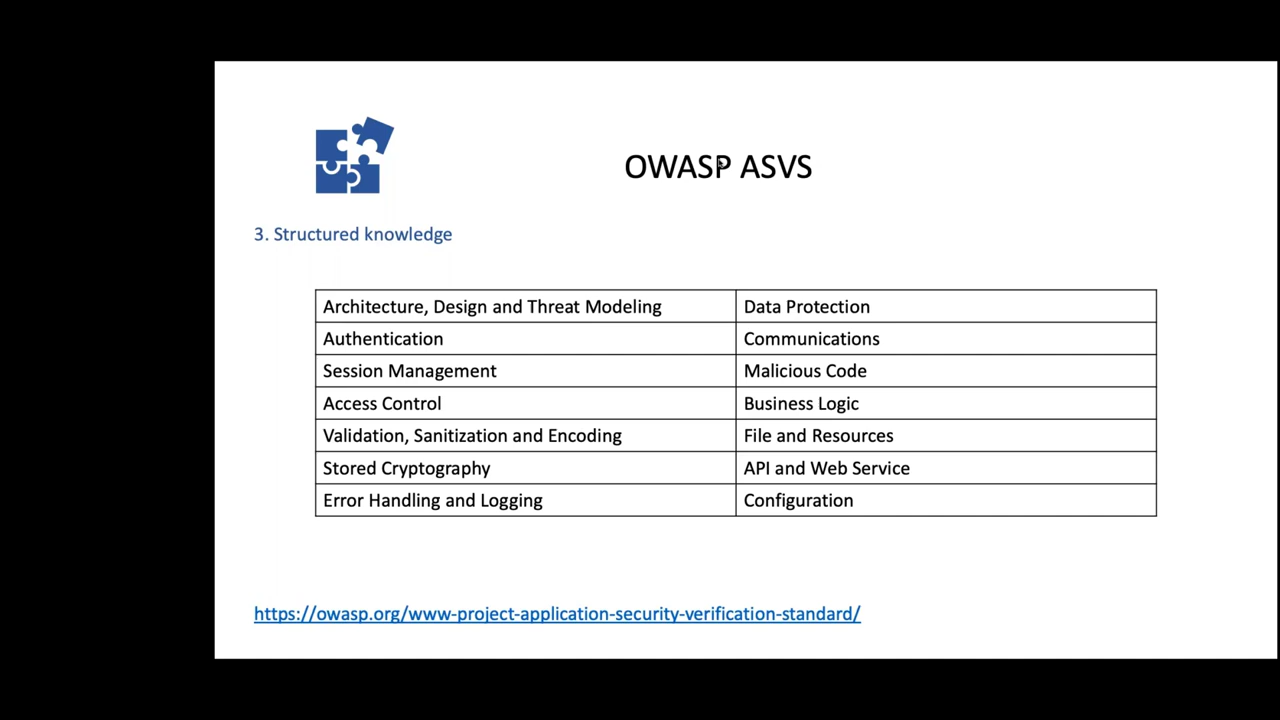 OWASP ASVS
3. Structured knowledge
Architecture, Design and Threat Modeling Data Protection
Authentication Communications
Session Management Malicious Code
Access Control Business Logic
Validation, Sanitization and Encoding File and Resources
Stored Cryptography API and Web Service
Error Handling and Logging Configuration
https://owasp.org/www-project-application-security-verification-standard/